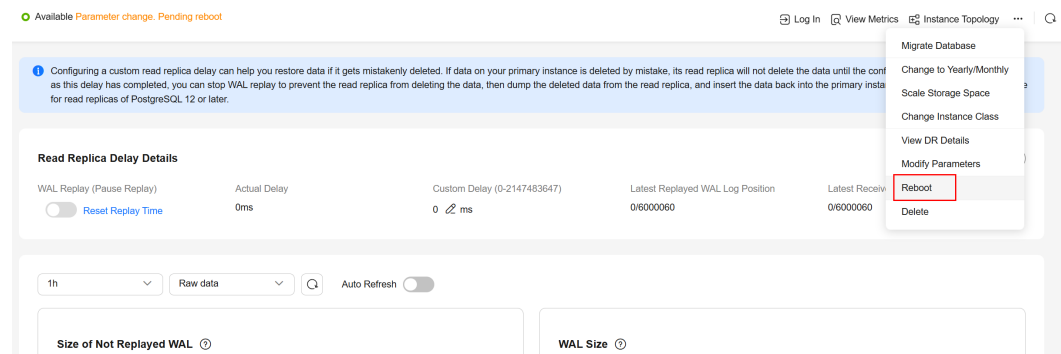 Available Parameter change. Pending reboot
Log In View Metrics Instance Topology ...
Migrate Database
Change to Yearly/Monthly
Scale Storage Space
Change Instance Class
View DR Details
Modify Parameters
Reboot
Delete
Configuring a custom read replica delay can help you restore data if it gets mistakenly deleted. If data on your primary instance is deleted by mistake, its read replica will not delete the data until the conf
as this delay has completed, you can stop WAL replay to prevent the read replica from deleting the data, then dump the deleted data from the read replica, and insert the data back into the primary insta
for read replicas of PostgreSQL 12 or later.
Read Replica Delay Details
WAL Replay (Pause Replay) Actual Delay Custom Delay (0-2147483647) Latest Replayed WAL Log Position Latest Receiv
Reset Replay Time 0ms 0 ms 0/6000060 0/6000060
1h Raw data Auto Refresh
Size of Not Replayed WAL WAL Size